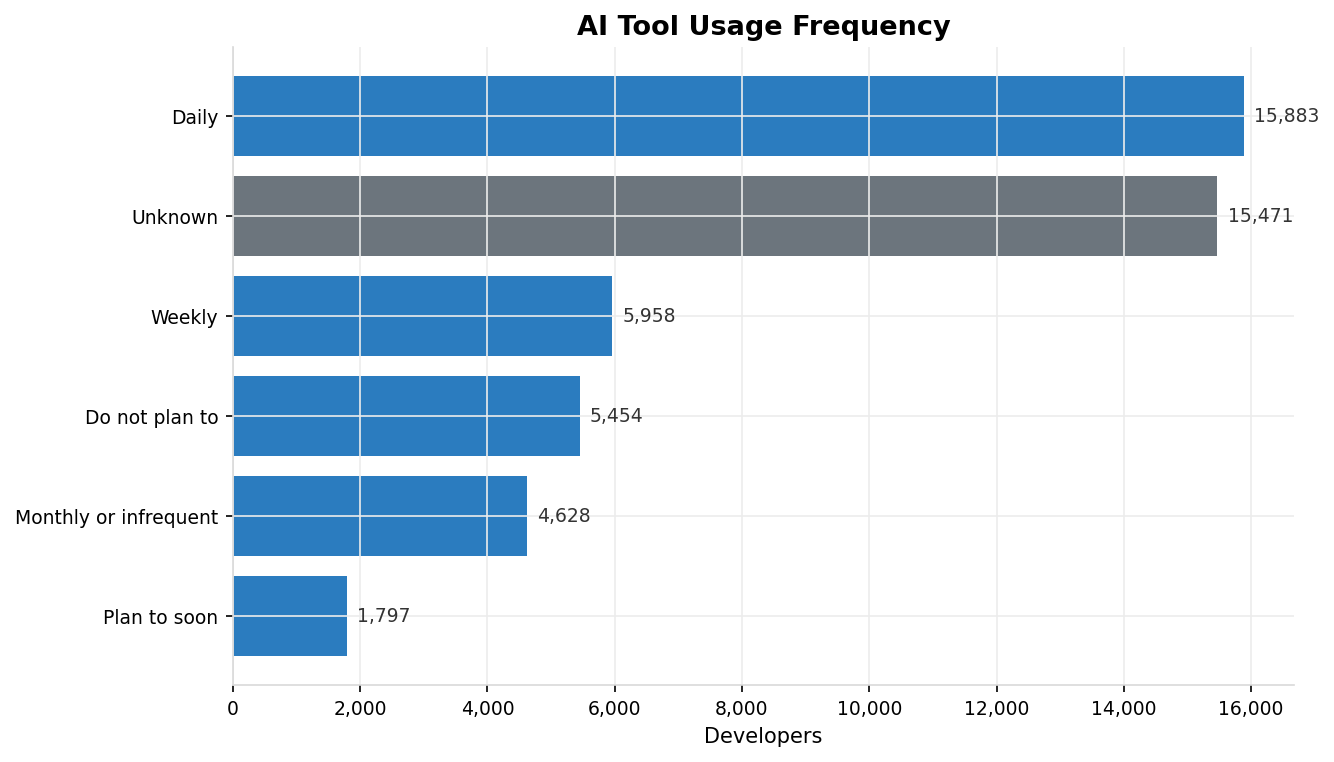 AI Tool Usage Frequency
Daily 15,883
Unknown 15,471
Weekly 5,958
Do not plan to 5,454
Monthly or infrequent 4,628
Plan to soon 1,797
0 2,000 4,000 6,000 8,000 10,000 12,000 14,000 16,000
Developers